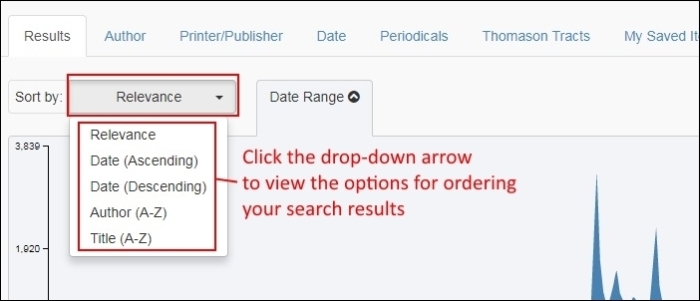 Results Author Printer/Publisher Date Periodicals Thomason Tracts My Saved Ite
Sort by: Relevance Date Range
3,839
Relevance
Date (Ascending)
Date (Descending)
Author (A-Z)
Title (A-Z)
Click the drop-down arrow
to view the options for ordering
your search results
1,920